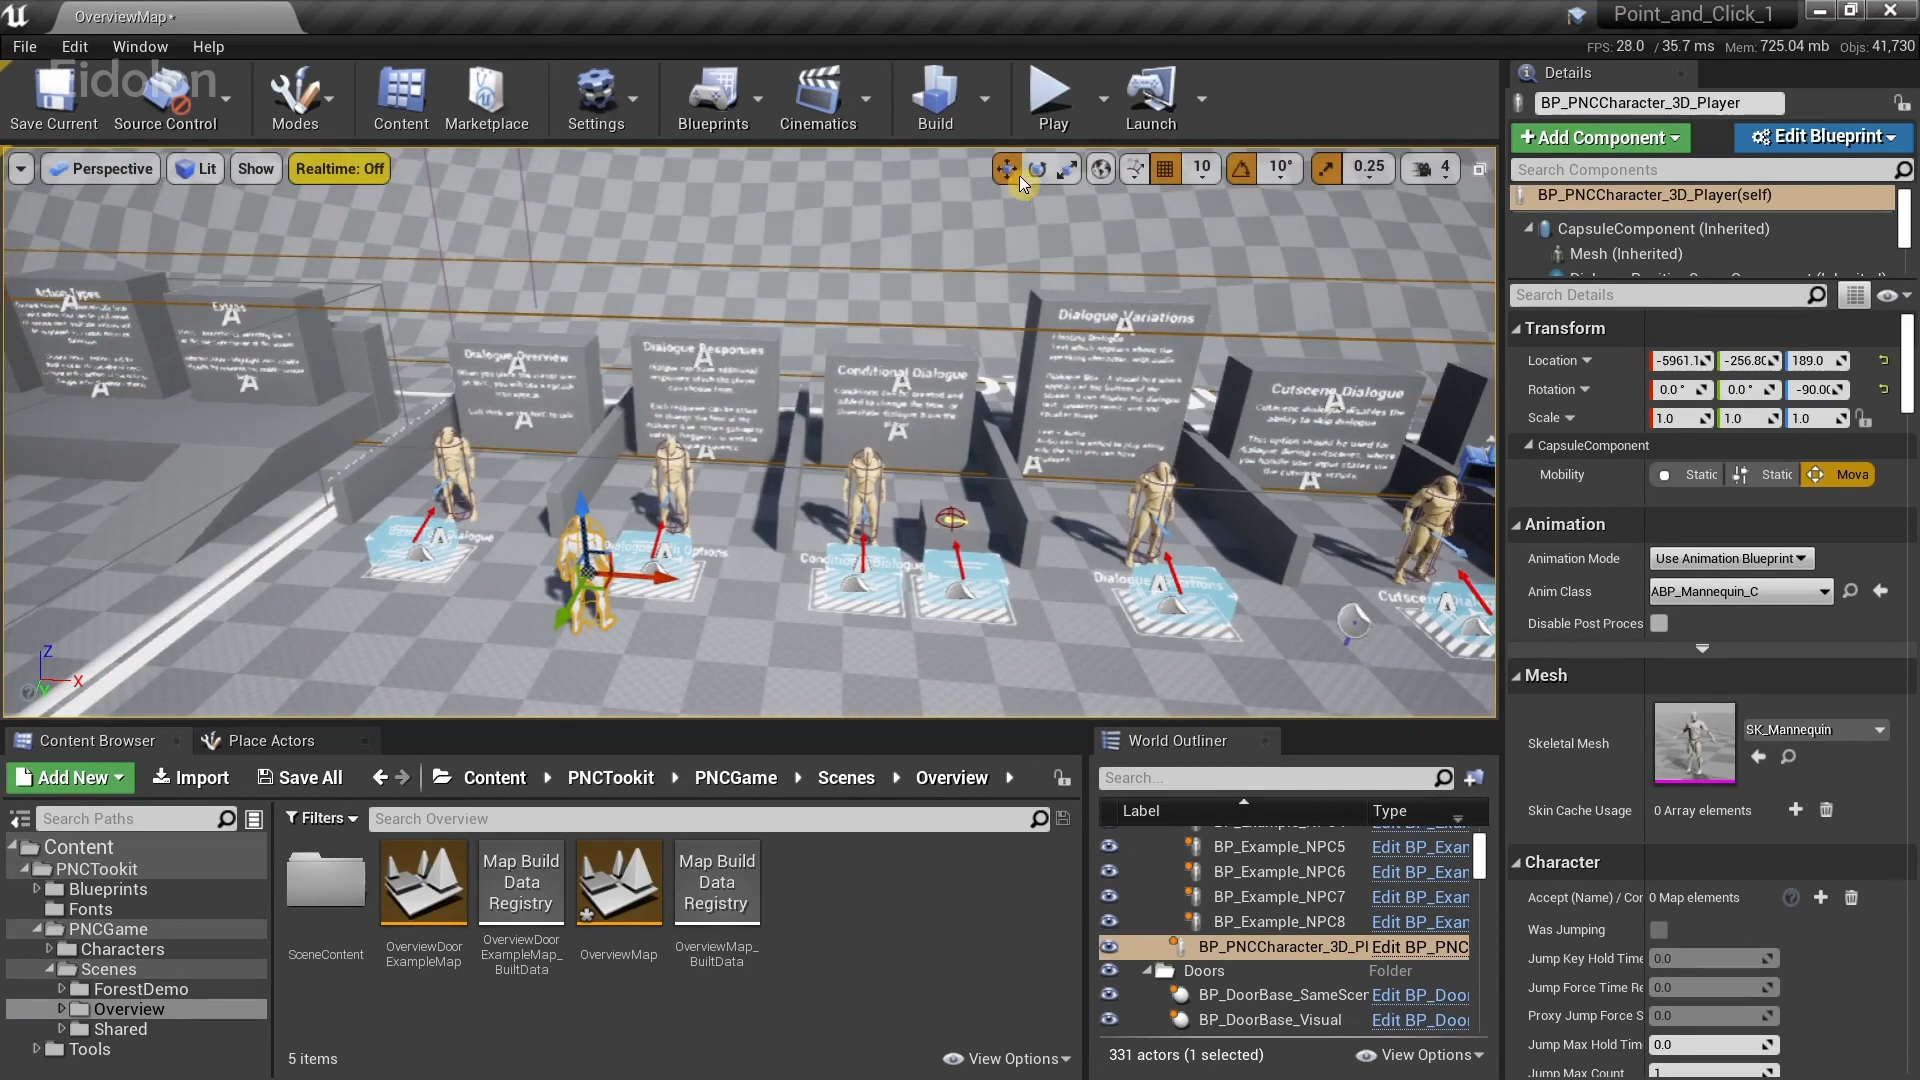 OverviewMap*
Point_and_Click_1
File Edit Window Help
FPS: 28.0 / 35.7 ms Mem: 725.04 mb Objs: 41,730
Eidolon
Save Current Source Control Modes Content Marketplace Settings Blueprints Cinematics Build Play Launch
Perspective Lit Show Realtime: Off 10 10° 0.25 4
Action Types
Dialogue Overview
Dialogue Responses
Conditional Dialogue
Dialogue Variations
Cutscene Dialogue
Z
X
Y
Details
BP_PNCCharacter_3D_Player
Add Component Edit Blueprint
Search Components
BP_PNCCharacter_3D_Player(self)
CapsuleComponent (Inherited)
Mesh (Inherited)
Search Details
Transform
Location 189.0
Rotation 0.0 ° 0.0 °
Scale 1.0 1.0 1.0
CapsuleComponent
Mobility Static Static Mova
Animation
Animation Mode Use Animation Blueprint
Anim Class ABP_Mannequin_C
Disable Post Proces
Mesh
Skeletal Mesh SK_Mannequin
Skin Cache Usage 0 Array elements
Character
Accept (Name) / Cor 0 Map elements
Was Jumping
Jump Key Hold Time 0.0
Jump Force Time Re 0.0
Proxy Jump Force S 0.0
Jump Max Hold Tim 0.0
Jump Max Count 1
Content Browser Place Actors
Add New Import Save All Content PNCTookit PNCGame Scenes Overview
Search Paths Filters Search Overview
Content
PNCTookit
Blueprints
Fonts
PNCGame
Characters
Scenes
ForestDemo
Overview
Shared
Tools
SceneContent
OverviewDoor
ExampleMap
Map Build
Data
Registry
OverviewDoor
ExampleMap_
BuiltData
OverviewMap
Map Build
Data
Registry
OverviewMap_
BuiltData
5 items View Options
World Outliner
Search...
Label Type
BP_Example_NPC5 Edit BP_Exan
BP_Example_NPC6 Edit BP_Exan
BP_Example_NPC7 Edit BP_Exan
BP_Example_NPC8 Edit BP_Exan
BP_PNCCharacter_3D_Pl Edit BP_PNC
Doors Folder
BP_DoorBase_SameScer Edit BP_Door
BP_DoorBase_Visual Edit BP_Door
331 actors (1 selected) View Options